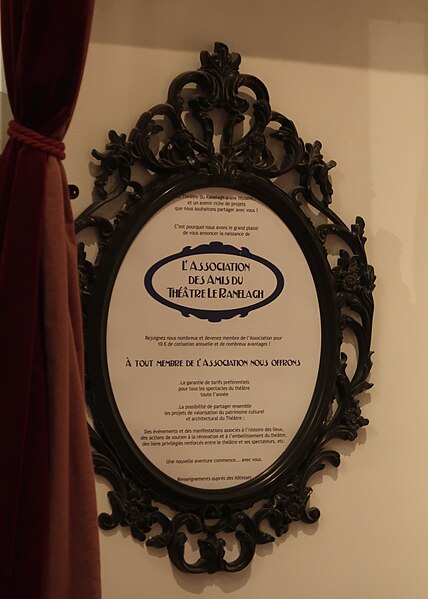 Théâtre du Ranelagh a une histoire
et un avenir riche de projets
que nous souhaitons partager avec vous !
C'est pourquoi nous avons le grand plaisir
de vous annoncer la naissance de
L'ASSOCIATION
DES AMIS DU
THÉÂTRE LE RANELAGH
Rejoignez nous nombreux et devenez membre de l'Association pour
10 € de cotisation annuelle et de nombreux avantages !
À TOUT MEMBRE DE L'ASSOCIATION NOUS OFFRONS
.La garantie de tarifs préférentiels
pour tous les spectacles du théâtre
toute l'année
.La possibilité de partager ensemble
les projets de valorisation du patrimoine culturel
et architectural du Théâtre :
Des évènements et des manifestations associés à l'histoire des lieux,
des actions de soutien à la rénovation et à l'embellissement du théâtre,
des liens privilégiés renforcés entre le théâtre et ses spectateurs, etc.
Une nouvelle aventure commence... avec vous.
Renseignements auprès des hôtesses